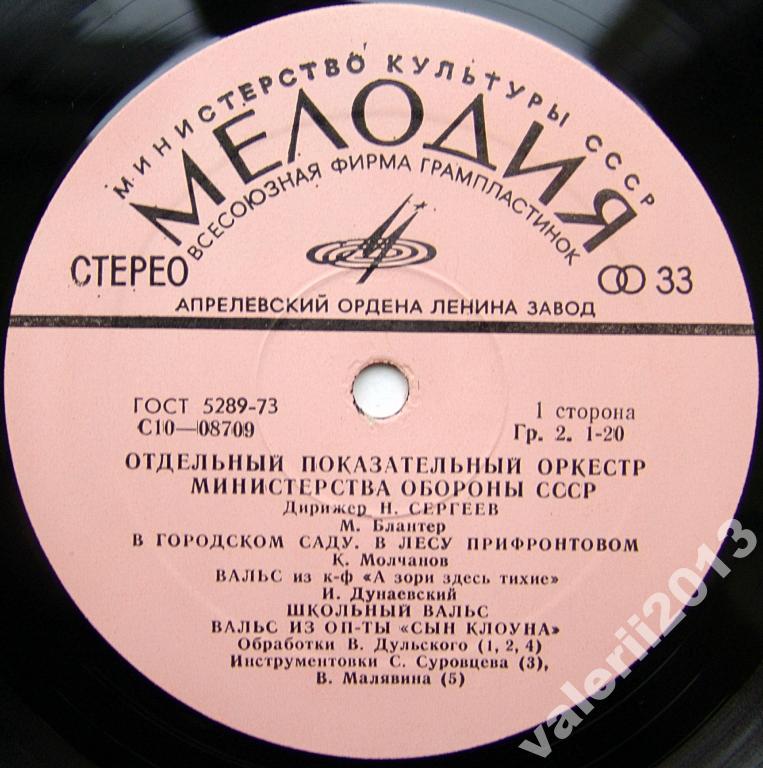 МИНИСТЕРСТВО КУЛЬТУРЫ СССР
МЕЛОДИЯ
ВСЕСОЮЗНАЯ ФИРМА ГРАМПЛАСТИНОК
СТЕРЕО
33
АПРЕЛЕВСКИЙ ОРДЕНА ЛЕНИНА ЗАВОД
ГОСТ 5289-73
1 сторона
С10—08709
Гр. 2. 1-20
ОТДЕЛЬНЫЙ ПОКАЗАТЕЛЬНЫЙ ОРКЕСТР
МИНИСТЕРСТВА ОБОРОНЫ СССР
Дирижер Н. СЕРГЕЕВ
М. Блантер
В ГОРОДСКОМ САДУ. В ЛЕСУ ПРИФРОНТОВОМ
К. Молчанов
ВАЛЬС из к-ф «А зори здесь тихие»
И. Дунаевский
ШКОЛЬНЫЙ ВАЛЬС
ВАЛЬС ИЗ ОП-ТЫ «СЫН КЛОУНА»
Обработки В. Дульского (1, 2, 4)
Инструментовки С. Суровцева (3),
В. Малявина (5)
valerii2013